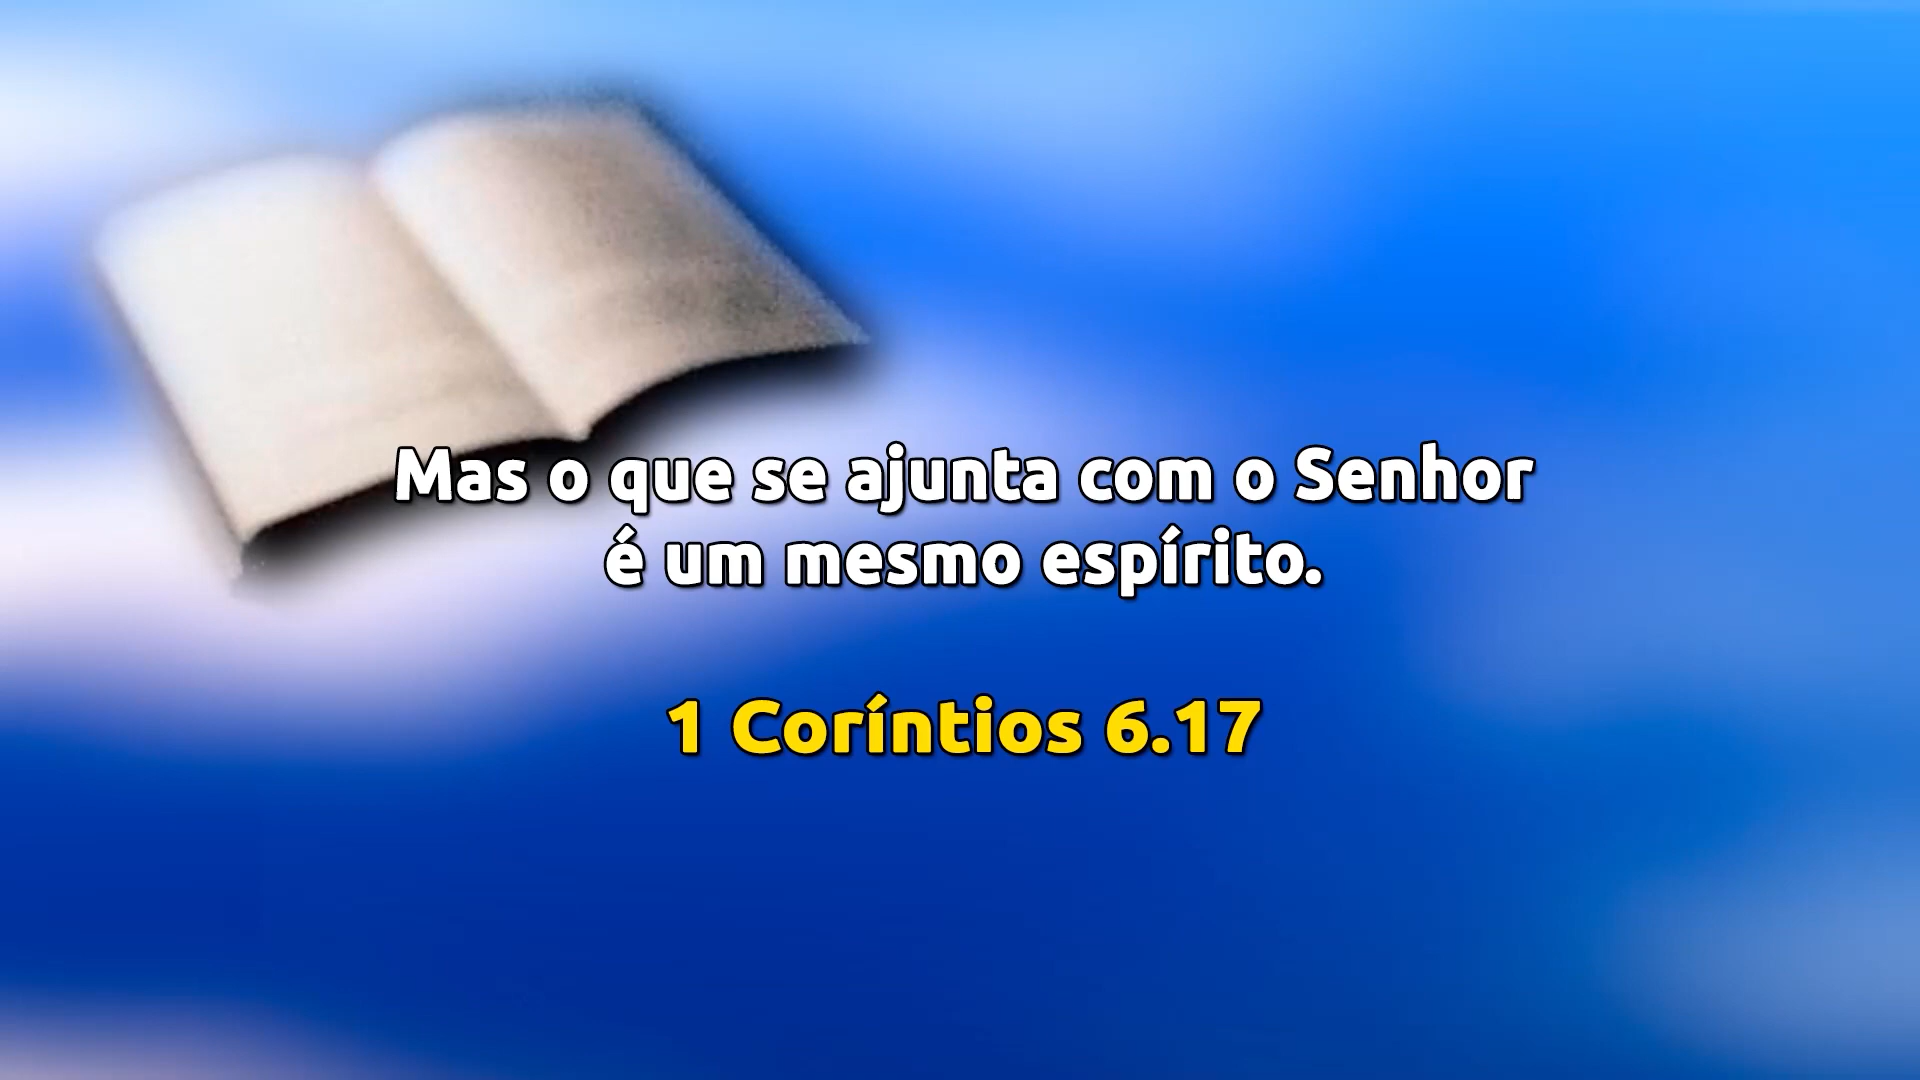 Mas o que se ajunta com o Senhor
é um mesmo espírito.
1 Coríntios 6.17